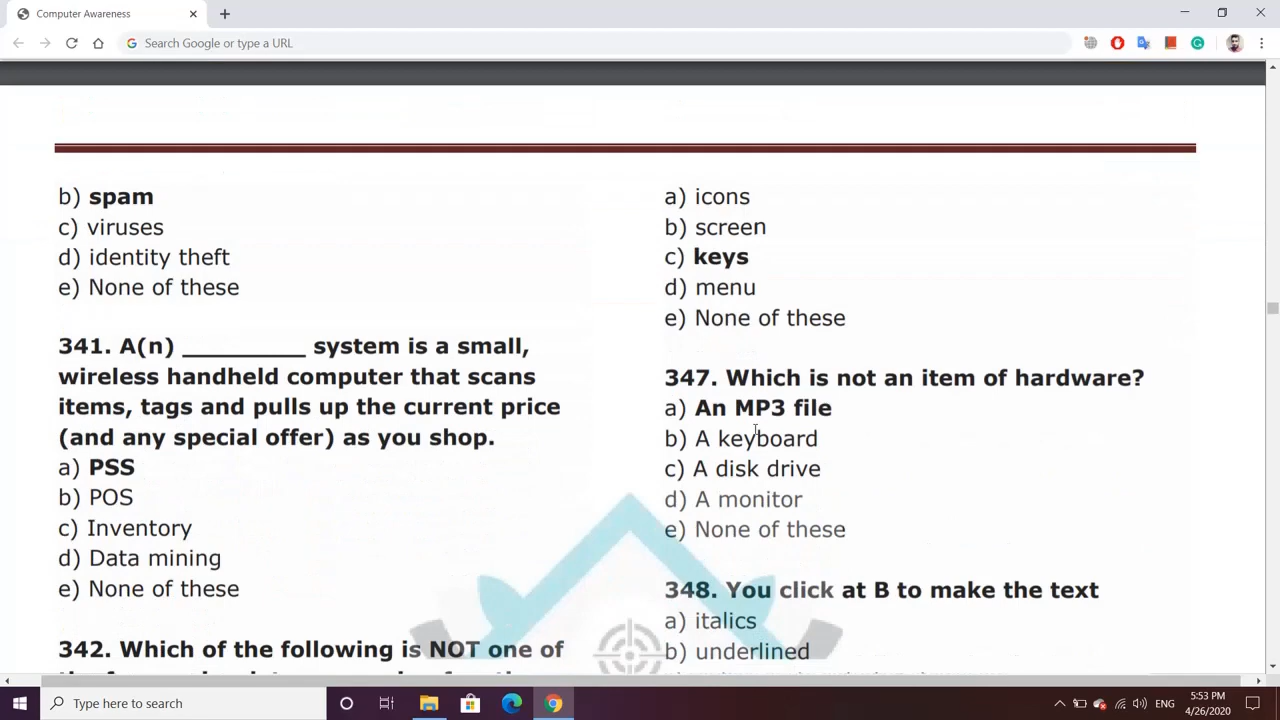 Computer Awareness
Search Google or type a URL
b) spam
c) viruses
d) identity theft
e) None of these
341. A(n) _________ system is a small,
wireless handheld computer that scans
items, tags and pulls up the current price
(and any special offer) as you shop.
a) PSS
b) POS
c) Inventory
d) Data mining
e) None of these
342. Which of the following is NOT one of
a) icons
b) screen
c) keys
d) menu
e) None of these
347. Which is not an item of hardware?
a) An MP3 file
b) A keyboard
c) A disk drive
d) A monitor
e) None of these
348. You click at B to make the text
a) italics
b) underlined
Type here to search
ENG
5:53 PM
4/26/2020